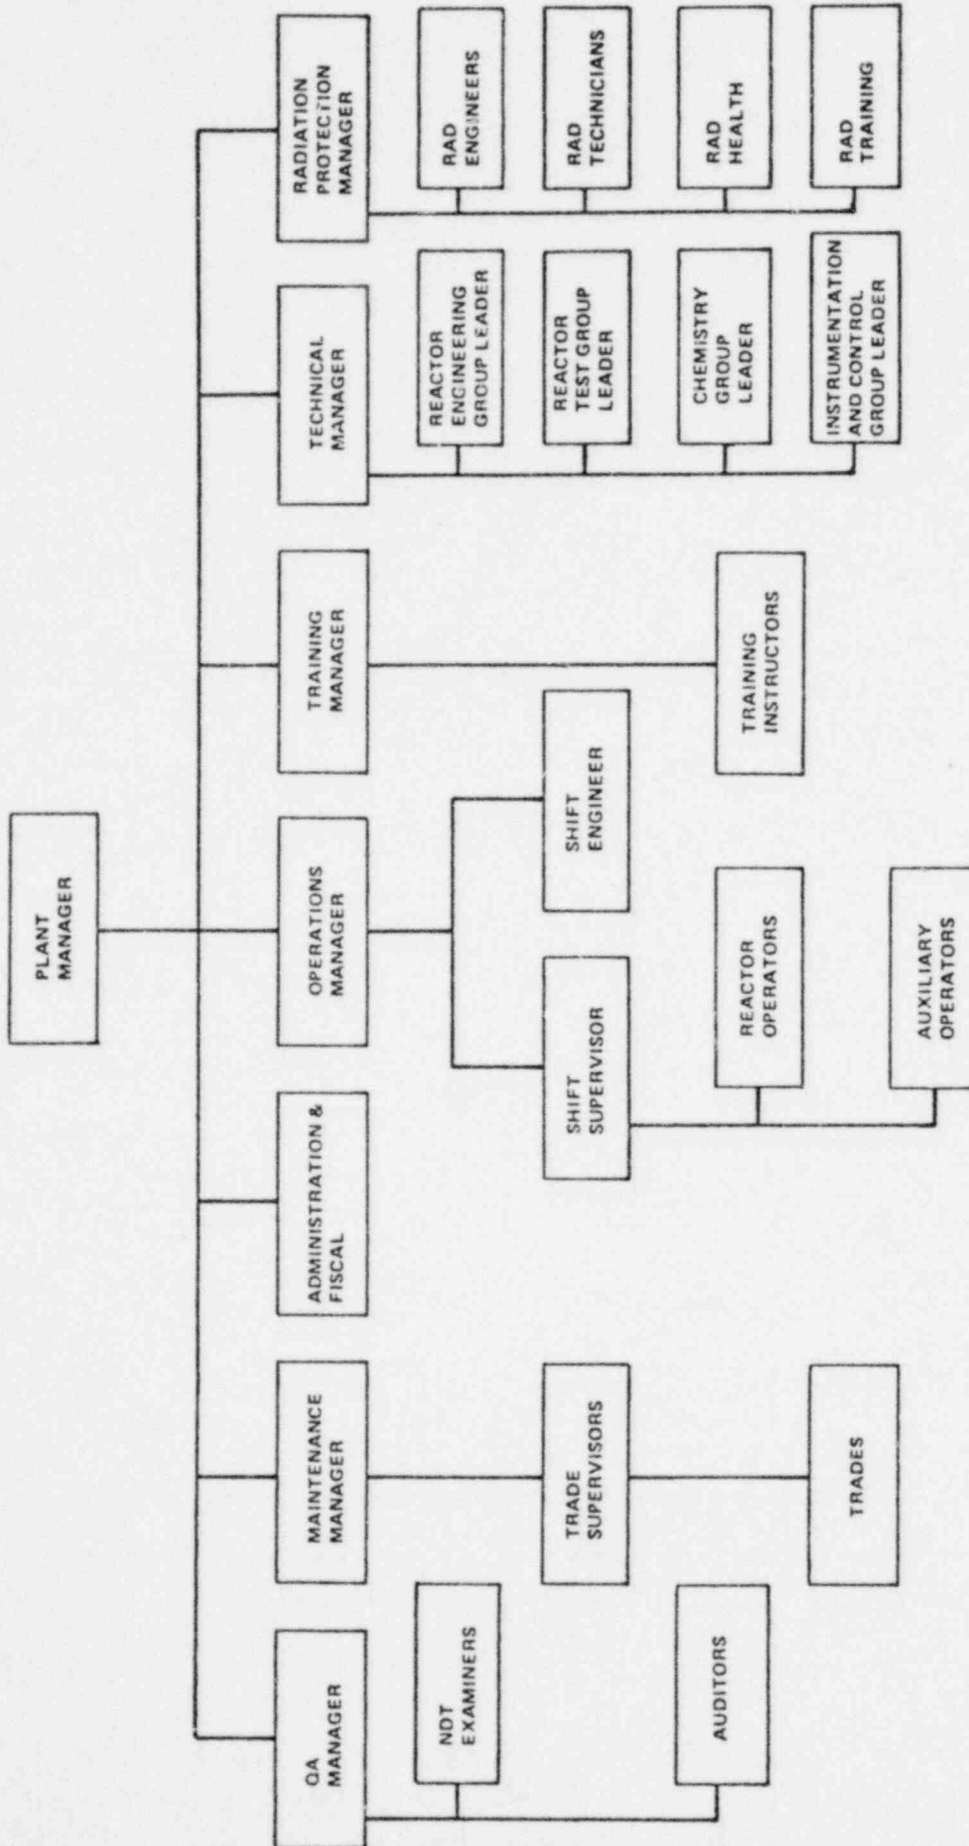 PLANT
MANAGER
QA
MANAGER
MAINTENANCE
MANAGER
ADMINISTRATION &
FISCAL
OPERATIONS
MANAGER
TRAINING
MANAGER
TECHNICAL
MANAGER
RADIATION
PROTECTION
MANAGER
NDT
EXAMINERS
AUDITORS
TRADE
SUPERVISORS
TRADES
SHIFT
SUPERVISOR
SHIFT
ENGINEER
REACTOR
OPERATORS
AUXILIARY
OPERATORS
TRAINING
INSTRUCTORS
REACTOR
ENGINEERING
GROUP LEADER
REACTOR
TEST GROUP
LEADER
CHEMISTRY
GROUP
LEADER
INSTRUMENTATION
AND CONTROL
GROUP LEADER
RAD
ENGINEERS
RAD
TECHNICIANS
RAD
HEALTH
RAD
TRAINING